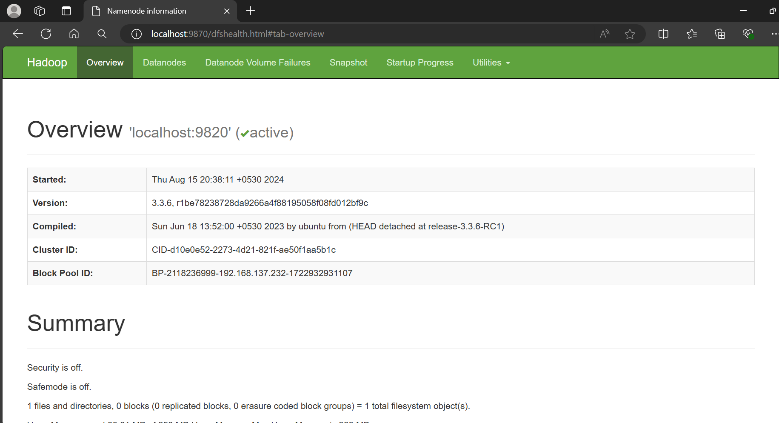 Namenode information
localhost:9870/dfshealth.html#tab-overview
Hadoop Overview Datanodes Datanode Volume Failures Snapshot Startup Progress Utilities
Overview 'localhost:9820' (✔active)
Started: Thu Aug 15 20:38:11 +0530 2024
Version: 3.3.6, r1be78238728da9266a4f88195058f08fd012bf9c
Compiled: Sun Jun 18 13:52:00 +0530 2023 by ubuntu from (HEAD detached at release-3.3.6-RC1)
Cluster ID: CID-d10e0e52-2273-4d21-821f-ae50f1aa5b1c
Block Pool ID: BP-2118236999-192.168.137.232-1722932931107
Summary
Security is off.
Safemode is off.
1 files and directories, 0 blocks (0 replicated blocks, 0 erasure coded block groups) = 1 total filesystem object(s).